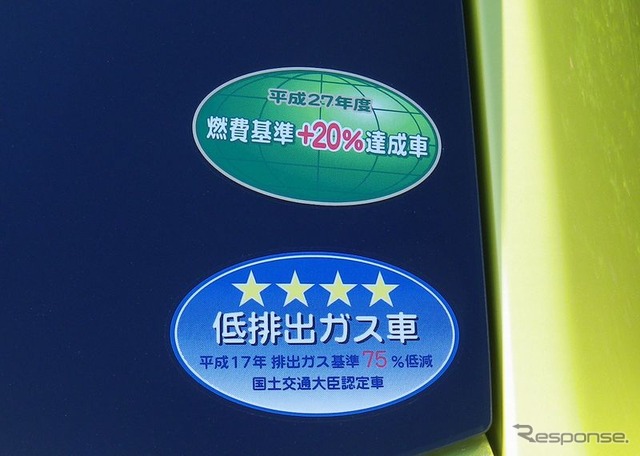 平成27年度
燃費基準+20%達成車
★★★★
低排出ガス車
平成17年 排出ガス基準75%低減
国土交通大臣認定車
Response.